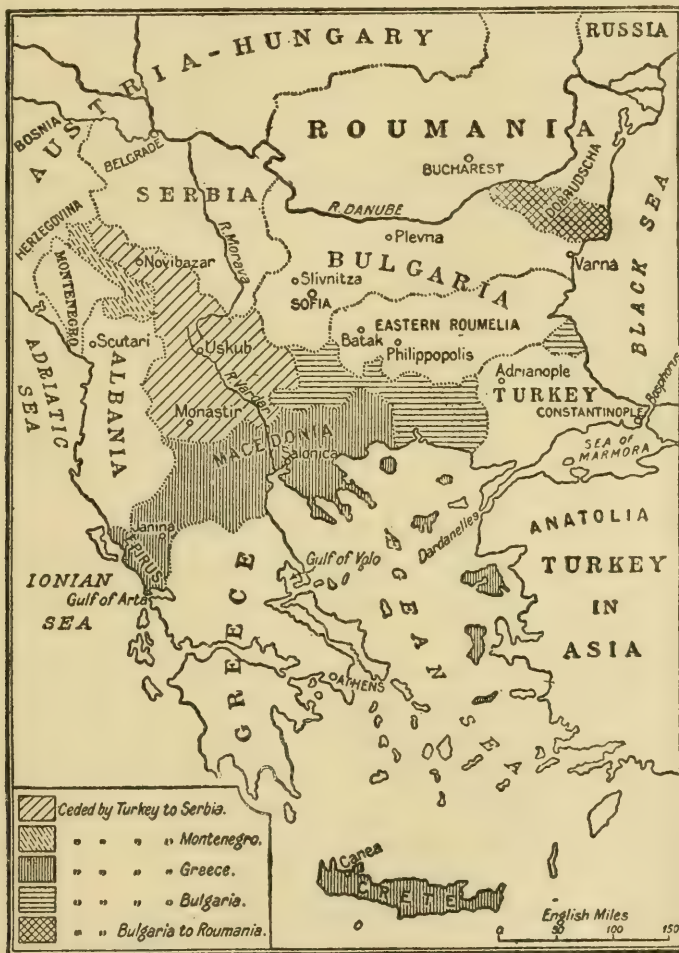 AUSTRIA-HUNGARY
RUSSIA
BOSNIA
ROUMANIA
BELGRADE
BUCHAREST
SERBIA
DOBRUDSCHA
HERZEGOVINA
R. Morava
R. DANUBE
Plevna
BLACK SEA
MONTENEGRO
Novibazar
BULGARIA
Varna
Slivnitza
SOFIA
Scutari
Uskub
Batak
EASTERN ROUMELIA
Philippopolis
ADRIATIC
SEA
ALBANIA
R. Vardar
Adrianople
TURKEY
Bosphorus
CONSTANTINOPLE
Monastir
MACEDONIA
Salonica
SEA OF
MARMORA
Janina
EPIRUS
Dardanelles
ANATOLIA
IONIAN
SEA
Gulf of Arta
GREECE
Gulf of Volo
ÆGEAN SEA
TURKEY
IN
ASIA
ATHENS
Ceded by Turkey to Serbia.
" " " " Montenegro.
" " " " Greece.
" " " " Bulgaria.
" " Bulgaria to Roumania.
Canea
CRETE
English Miles
0 50 100 150